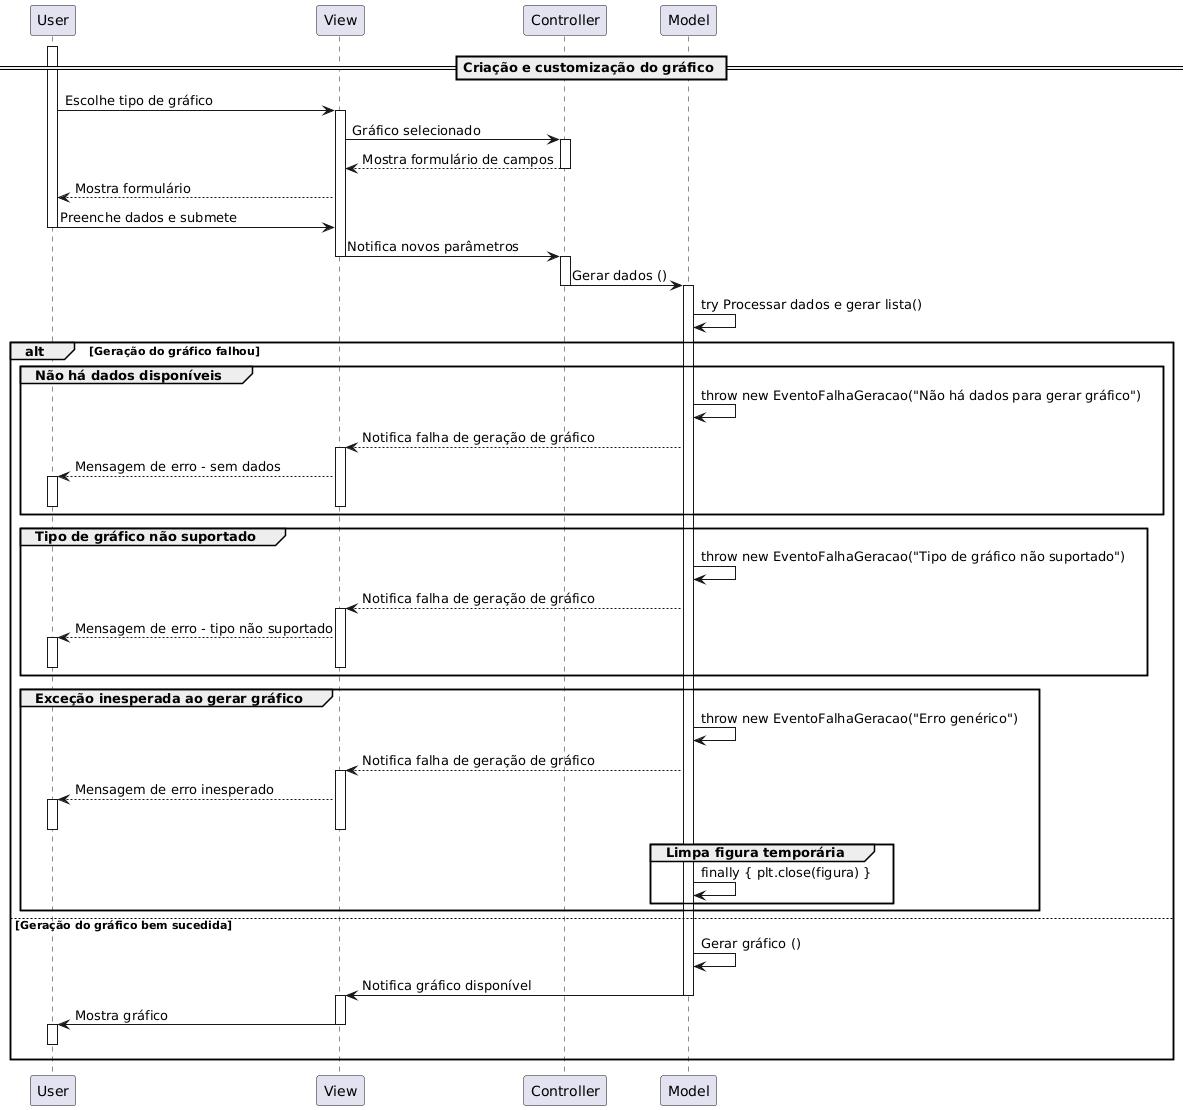 User View Controller Model
Criação e customização do gráfico
Escolhe tipo de gráfico
Gráfico selecionado
Mostra formulário de campos
Mostra formulário
Preenche dados e submete
Notifica novos parâmetros
Gerar dados ()
try Processar dados e gerar lista()
alt [Geração do gráfico falhou]
Não há dados disponíveis
throw new EventoFalhaGeracao("Não há dados para gerar gráfico")
Notifica falha de geração de gráfico
Mensagem de erro - sem dados
Tipo de gráfico não suportado
throw new EventoFalhaGeracao("Tipo de gráfico não suportado")
Notifica falha de geração de gráfico
Mensagem de erro - tipo não suportado
Exceção inesperada ao gerar gráfico
throw new EventoFalhaGeracao("Erro genérico")
Notifica falha de geração de gráfico
Mensagem de erro inesperado
Limpa figura temporária
finally { plt.close(figura) }
[Geração do gráfico bem sucedida]
Gerar gráfico ()
Notifica gráfico disponível
Mostra gráfico
User View Controller Model